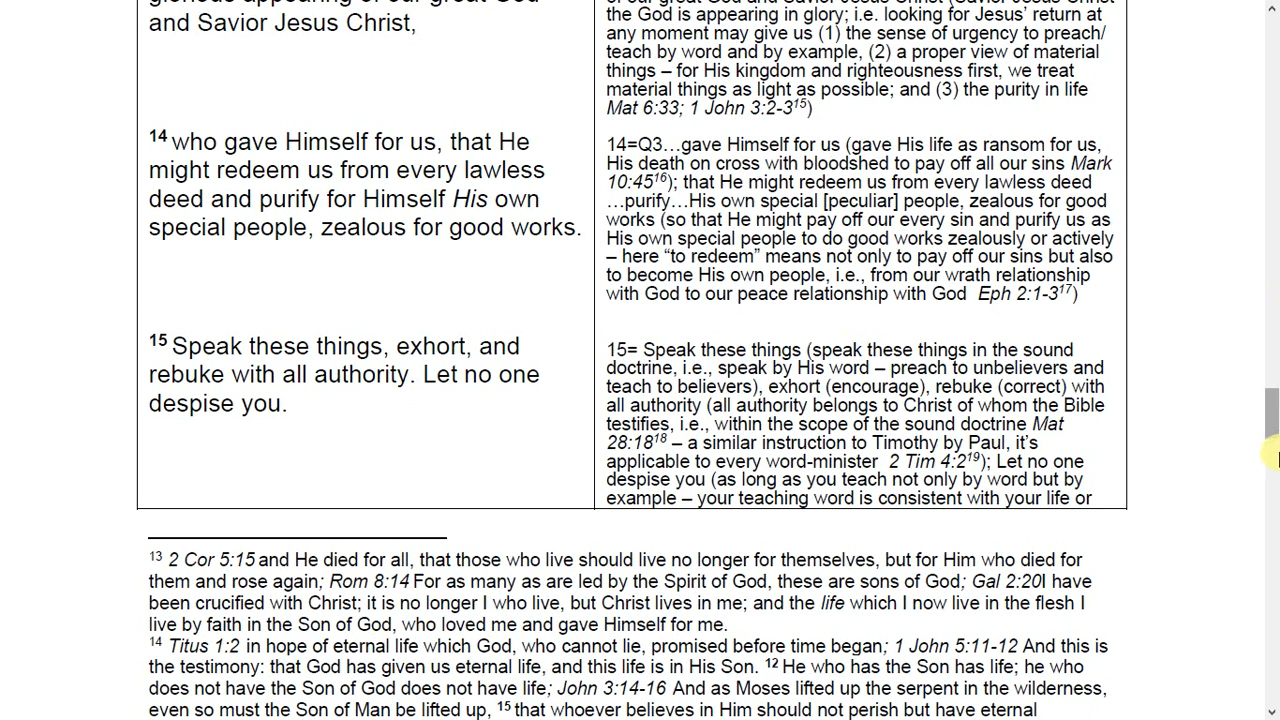 glorious appearing of our great God
and Savior Jesus Christ,
of our great God and Savior Jesus Christ (Savior Jesus Christ
the God is appearing in glory; i.e. looking for Jesus’ return at
any moment may give us (1) the sense of urgency to preach/
teach by word and by example, (2) a proper view of material
things – for His kingdom and righteousness first, we treat
material things as light as possible; and (3) the purity in life
Mat 6:33; 1 John 3:2-3¹⁵)
¹⁴ who gave Himself for us, that He
might redeem us from every lawless
deed and purify for Himself His own
special people, zealous for good works.
14=Q3…gave Himself for us (gave His life as ransom for us,
His death on cross with bloodshed to pay off all our sins Mark
10:45¹⁶); that He might redeem us from every lawless deed
…purify…His own special [peculiar] people, zealous for good
works (so that He might pay off our every sin and purify us as
His own special people to do good works zealously or actively
– here “to redeem” means not only to pay off our sins but also
to become His own people, i.e., from our wrath relationship
with God to our peace relationship with God Eph 2:1-3¹⁷)
¹⁵ Speak these things, exhort, and
rebuke with all authority. Let no one
despise you.
15= Speak these things (speak these things in the sound
doctrine, i.e., speak by His word – preach to unbelievers and
teach to believers), exhort (encourage), rebuke (correct) with
all authority (all authority belongs to Christ of whom the Bible
testifies, i.e., within the scope of the sound doctrine Mat
28:18¹⁸ – a similar instruction to Timothy by Paul, it’s
applicable to every word-minister 2 Tim 4:2¹⁹); Let no one
despise you (as long as you teach not only by word but by
example – your teaching word is consistent with your life or
¹³ 2 Cor 5:15 and He died for all, that those who live should live no longer for themselves, but for Him who died for
them and rose again; Rom 8:14 For as many as are led by the Spirit of God, these are sons of God; Gal 2:20I have
been crucified with Christ; it is no longer I who live, but Christ lives in me; and the life which I now live in the flesh I
live by faith in the Son of God, who loved me and gave Himself for me.
¹⁴ Titus 1:2 in hope of eternal life which God, who cannot lie, promised before time began; 1 John 5:11-12 And this is
the testimony: that God has given us eternal life, and this life is in His Son. ¹² He who has the Son has life; he who
does not have the Son of God does not have life; John 3:14-16 And as Moses lifted up the serpent in the wilderness,
even so must the Son of Man be lifted up, ¹⁵ that whoever believes in Him should not perish but have eternal